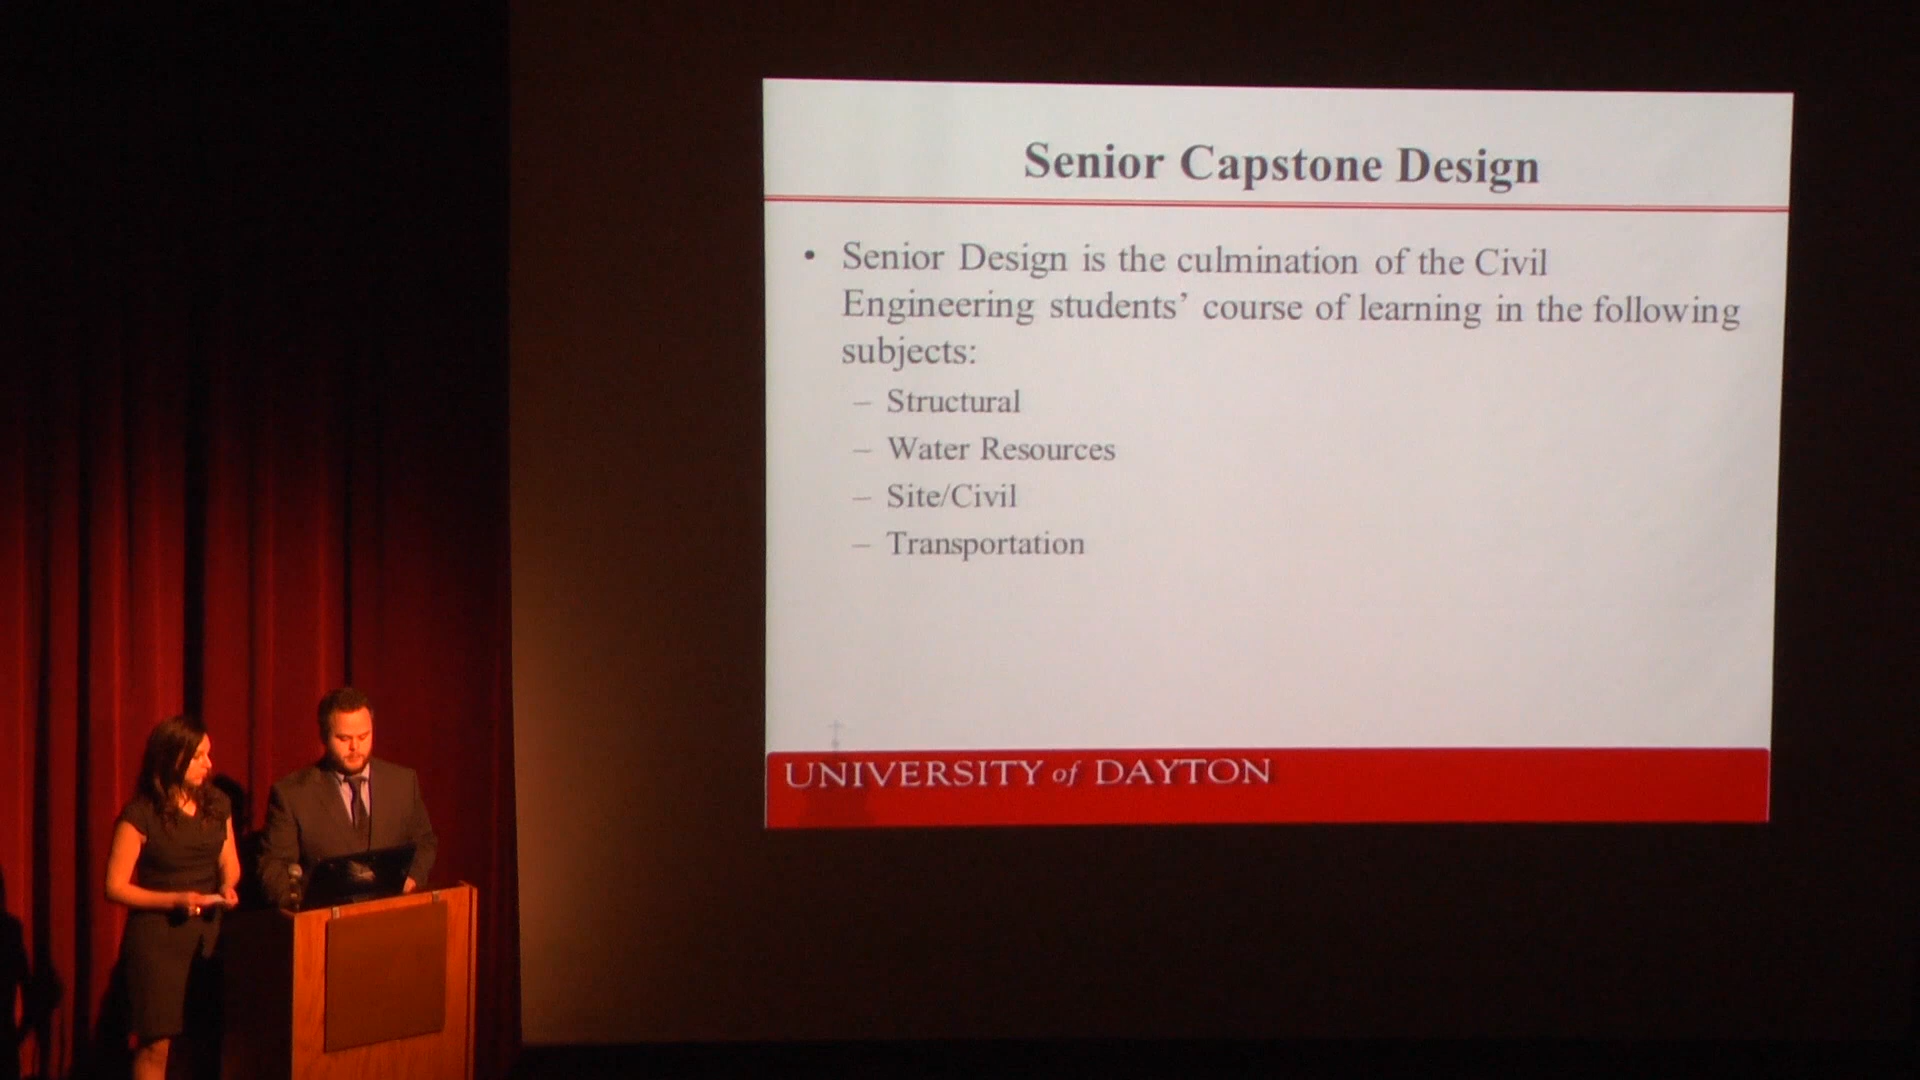 Senior Capstone Design
• Senior Design is the culmination of the Civil
Engineering students’ course of learning in the following
subjects:
– Structural
– Water Resources
– Site/Civil
– Transportation
UNIVERSITY of DAYTON